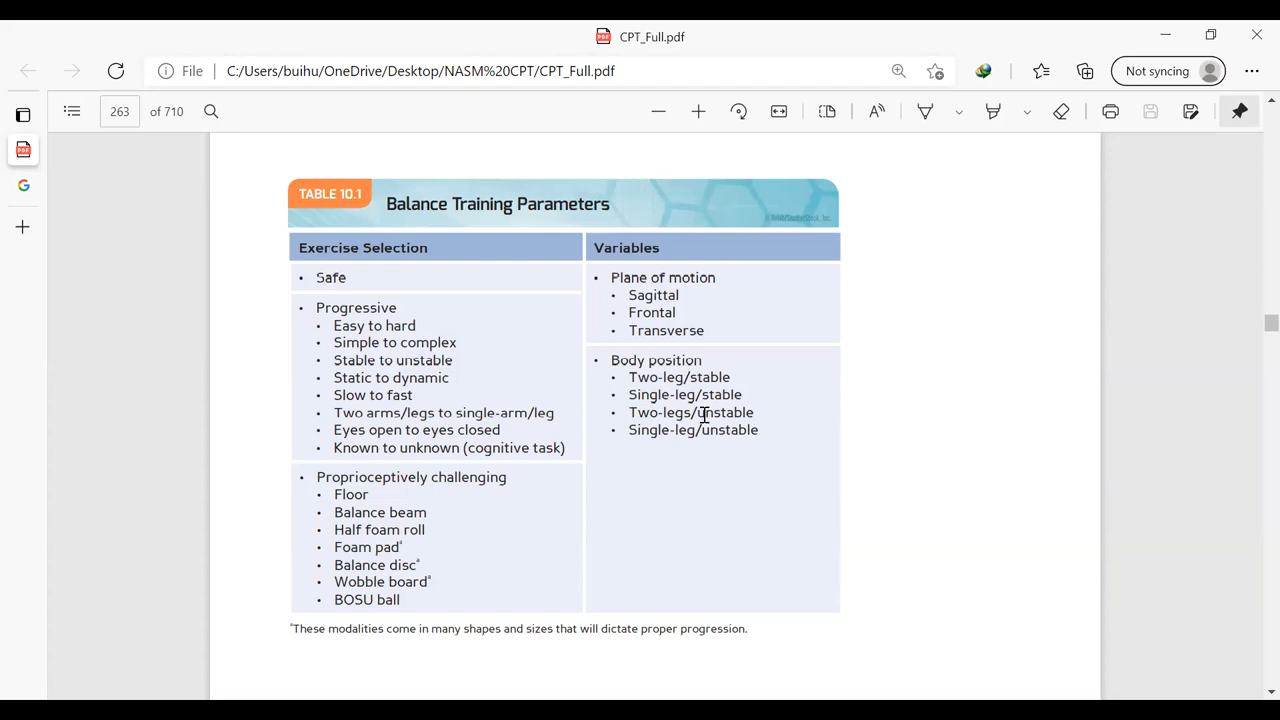 CPT_Full.pdf
File C:/Users/buihu/OneDrive/Desktop/NASM%20CPT/CPT_Full.pdf
Not syncing
263 of 710
TABLE 10.1
Balance Training Parameters
Exercise Selection
• Safe
• Progressive
• Easy to hard
• Simple to complex
• Stable to unstable
• Static to dynamic
• Slow to fast
• Two arms/legs to single-arm/leg
• Eyes open to eyes closed
• Known to unknown (cognitive task)
• Proprioceptively challenging
• Floor
• Balance beam
• Half foam roll
• Foam padª
• Balance discª
• Wobble boardª
• BOSU ball
Variables
• Plane of motion
• Sagittal
• Frontal
• Transverse
• Body position
• Two-leg/stable
• Single-leg/stable
• Two-legs/unstable
• Single-leg/unstable
ªThese modalities come in many shapes and sizes that will dictate proper progression.